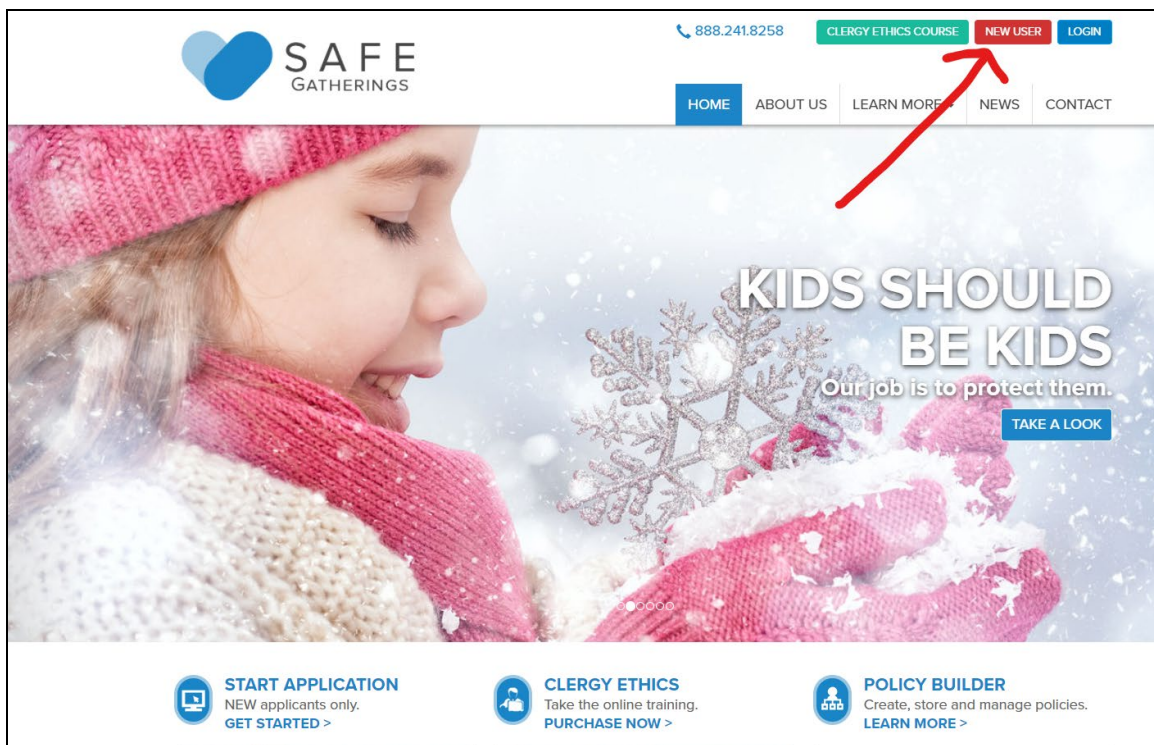 SAFE
GATHERINGS
888.241.8258
CLERGY ETHICS COURSE
NEW USER
LOGIN
HOME
ABOUT US
LEARN MORE
NEWS
CONTACT
KIDS SHOULD
BE KIDS
Our job is to protect them.
TAKE A LOOK
START APPLICATION
NEW applicants only.
GET STARTED >
CLERGY ETHICS
Take the online training.
PURCHASE NOW >
POLICY BUILDER
Create, store and manage policies.
LEARN MORE >